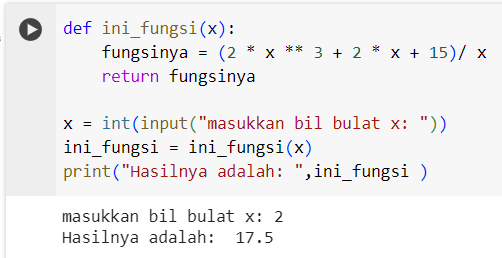 def ini_fungsi(x):
    fungsinya = (2 * x ** 3 + 2 * x + 15)/ x
    return fungsinya
x = int(input("masukkan bil bulat x: "))
ini_fungsi = ini_fungsi(x)
print("Hasilnya adalah: ",ini_fungsi )
masukkan bil bulat x: 2
Hasilnya adalah:  17.5